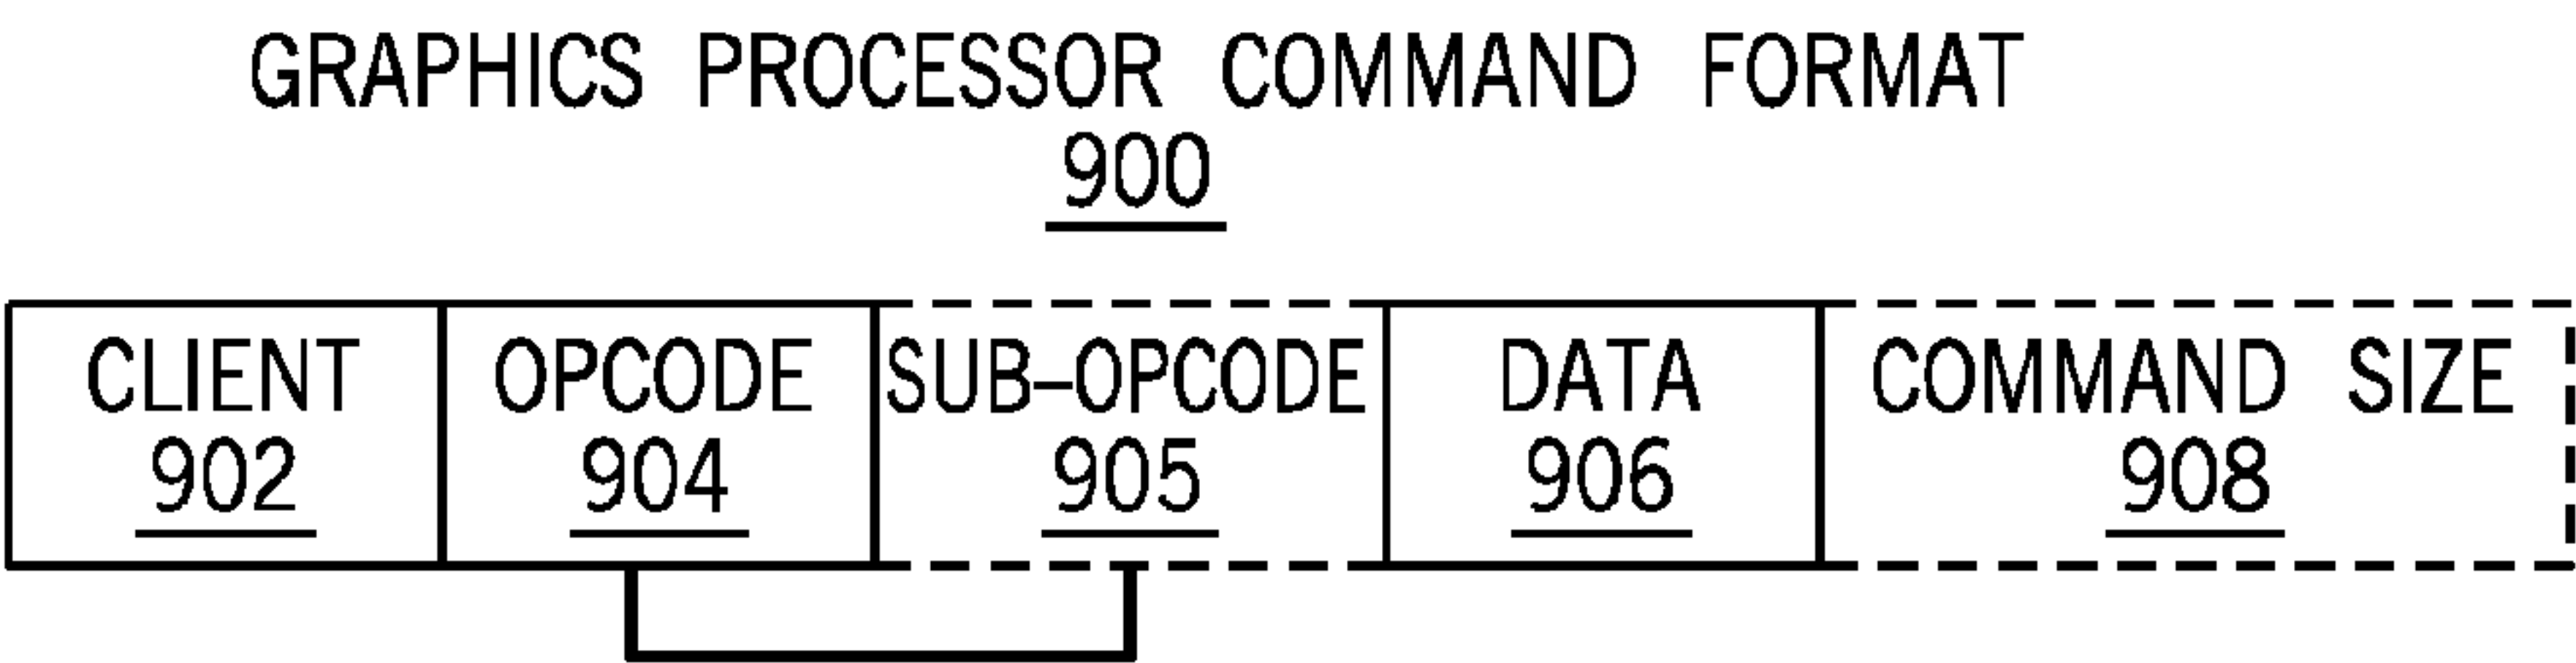 GRAPHICS PROCESSOR COMMAND FORMAT
900
CLIENT OPCODE SUB-OPCODE DATA COMMAND SIZE
902 904 905 906 908